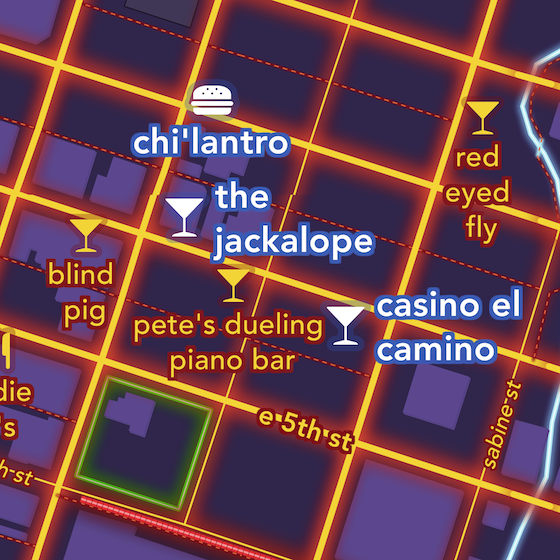 chi'lantro
red
eyed
fly
the
jackalope
blind
pig
casino el
camino
pete's dueling
piano bar
e 5th st
sabine st